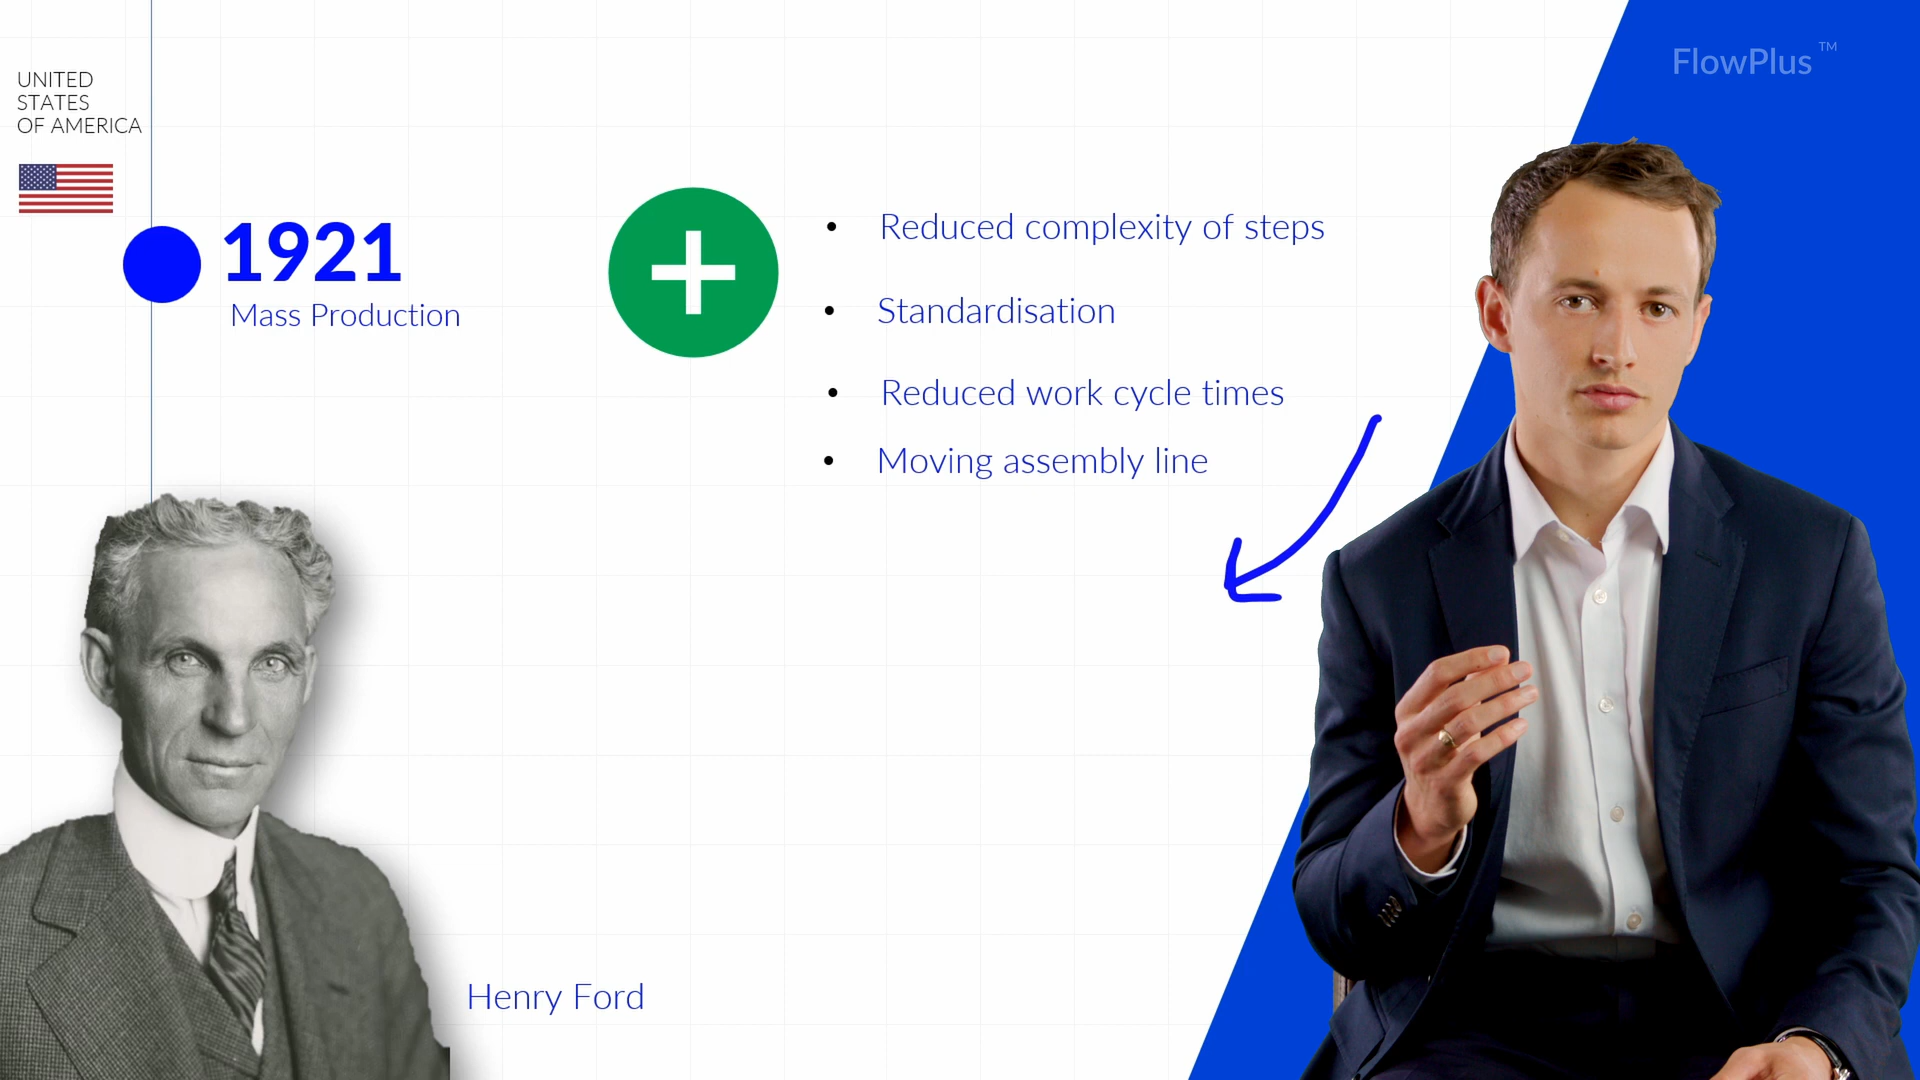 UNITED
STATES
OF AMERICA
1921
Mass Production
• Reduced complexity of steps
• Standardisation
• Reduced work cycle times
• Moving assembly line
Henry Ford
FlowPlus ™